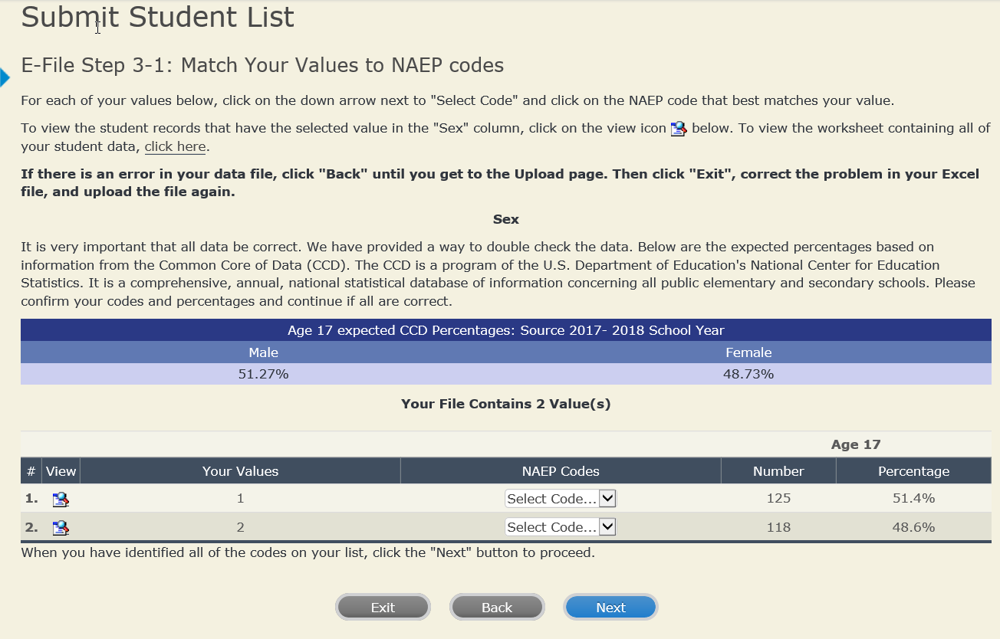 Submit Student List
E-File Step 3-1: Match Your Values to NAEP codes
For each of your values below, click on the down arrow next to "Select Code" and click on the NAEP code that best matches your value.
To view the student records that have the selected value in the "Sex" column, click on the view icon below. To view the worksheet containing all of
your student data, click here.
If there is an error in your data file, click "Back" until you get to the Upload page. Then click "Exit", correct the problem in your Excel
file, and upload the file again.
Sex
It is very important that all data be correct. We have provided a way to double check the data. Below are the expected percentages based on
information from the Common Core of Data (CCD). The CCD is a program of the U.S. Department of Education's National Center for Education
Statistics. It is a comprehensive, annual, national statistical database of information concerning all public elementary and secondary schools. Please
confirm your codes and percentages and continue if all are correct.
Age 17 expected CCD Percentages: Source 2017- 2018 School Year
Male Female
51.27% 48.73%
Your File Contains 2 Value(s)
Age 17
# View Your Values NAEP Codes Number Percentage
1. 1 Select Code... 125 51.4%
2. 2 Select Code... 118 48.6%
When you have identified all of the codes on your list, click the "Next" button to proceed.
Exit Back Next